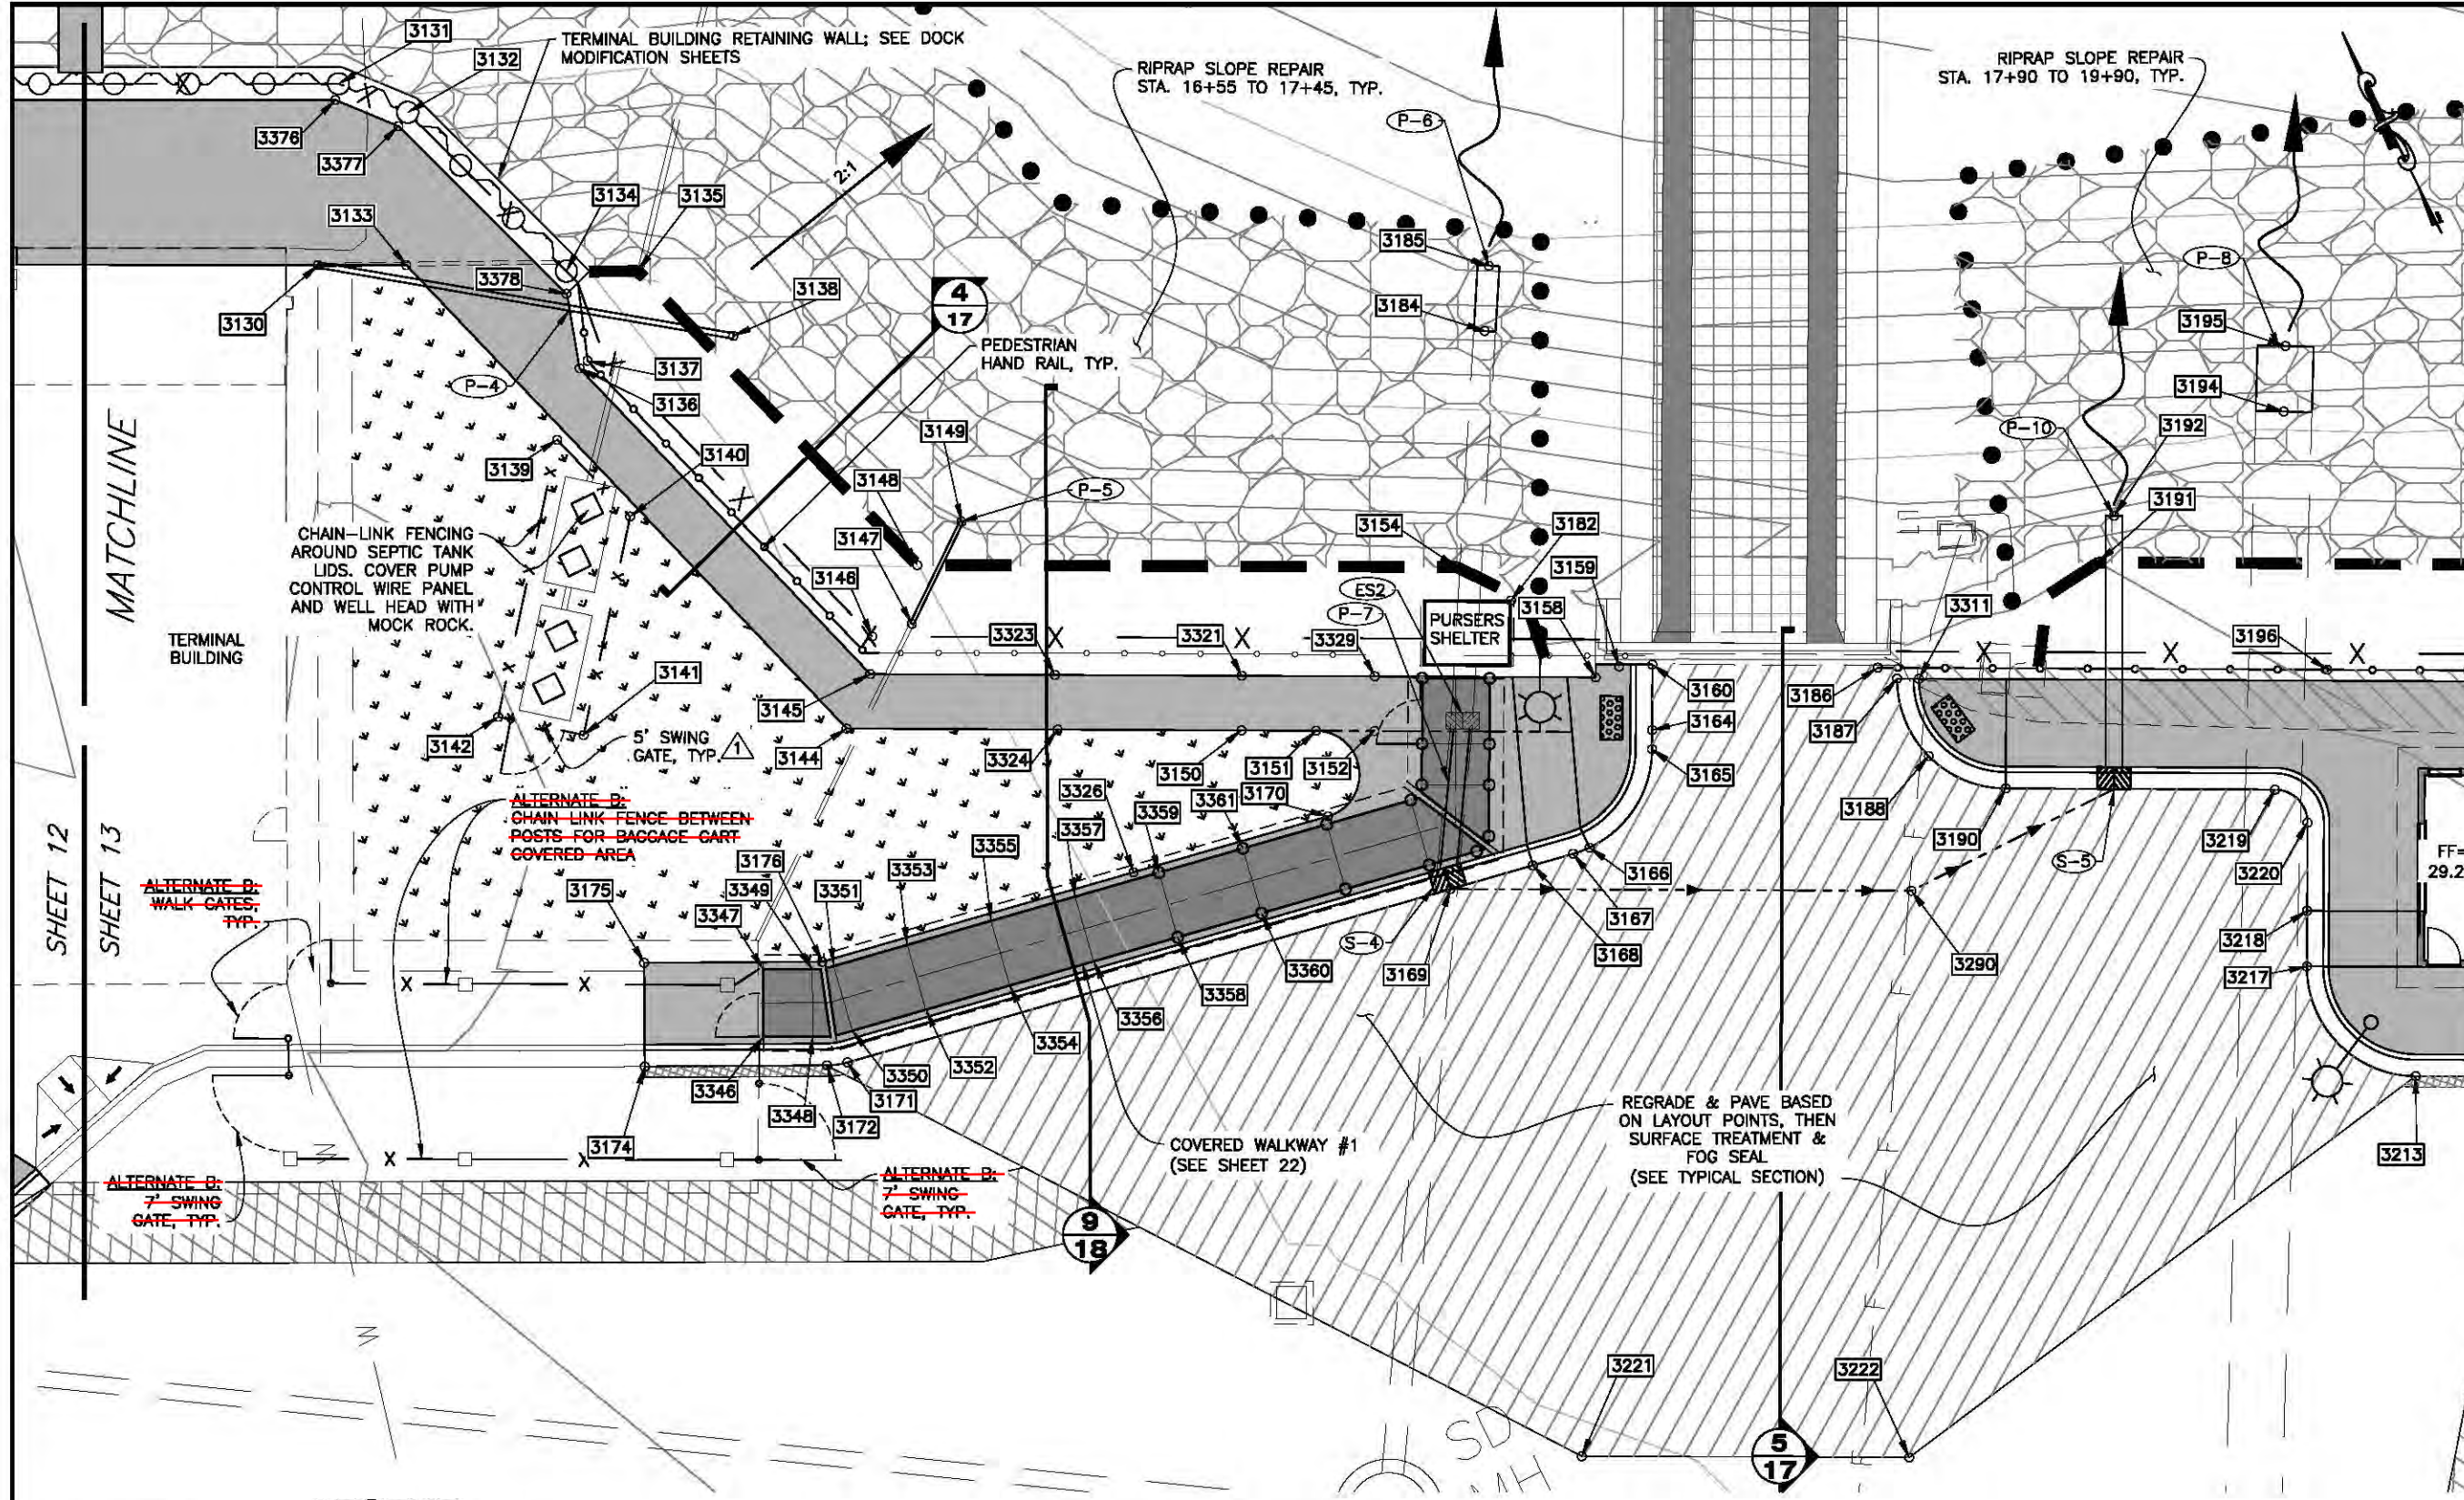 3131
3132
TERMINAL BUILDING RETAINING WALL; SEE DOCK
MODIFICATION SHEETS
RIPRAP SLOPE REPAIR
STA. 16+55 TO 17+45, TYP.
RIPRAP SLOPE REPAIR
STA. 17+90 TO 19+90, TYP.
P-6
3376
3377
2:1
3134
3135
3133
3185
P-8
3378
3138
4
17
3184
3195
3130
PEDESTRIAN
HAND RAIL, TYP.
P-4
3137
3136
3194
3192
P-10
3149
3139
3140
3148
P-5
3191
MATCHLINE
CHAIN-LINK FENCING
AROUND SEPTIC TANK
LIDS. COVER PUMP
CONTROL WIRE PANEL
AND WELL HEAD WITH
MOCK ROCK.
3154
3182
3147
3159
3146
ES2
P-7
3158
3311
PURSERS
SHELTER
3323
3321
3329
3196
TERMINAL
BUILDING
3141
3160
3186
3145
3164
3187
3142
5' SWING
GATE, TYP.
1
3144
3324
3150
3151
3152
3165
3326
3361
3170
3188
ALTERNATE B:
CHAIN LINK FENCE BETWEEN
POSTS FOR BAGGAGE CART
COVERED AREA
3357
3359
3190
3219
SHEET 12
SHEET 13
3355
3176
3353
S-5
FF=
29.2
ALTERNATE B:
WALK GATES,
TYP.
3175
3349
3351
3166
3220
3347
3167
S-4
3168
3218
3169
3360
3290
3217
3358
3356
3354
3352
3350
3346
3171
3348
3172
3174
REGRADE & PAVE BASED
ON LAYOUT POINTS, THEN
SURFACE TREATMENT &
FOG SEAL
(SEE TYPICAL SECTION)
COVERED WALKWAY #1
(SEE SHEET 22)
3213
ALTERNATE B:
7' SWING
GATE, TYP.
ALTERNATE B:
7' SWING
GATE, TYP.
9
18
3221
3222
5
17
SD
MH